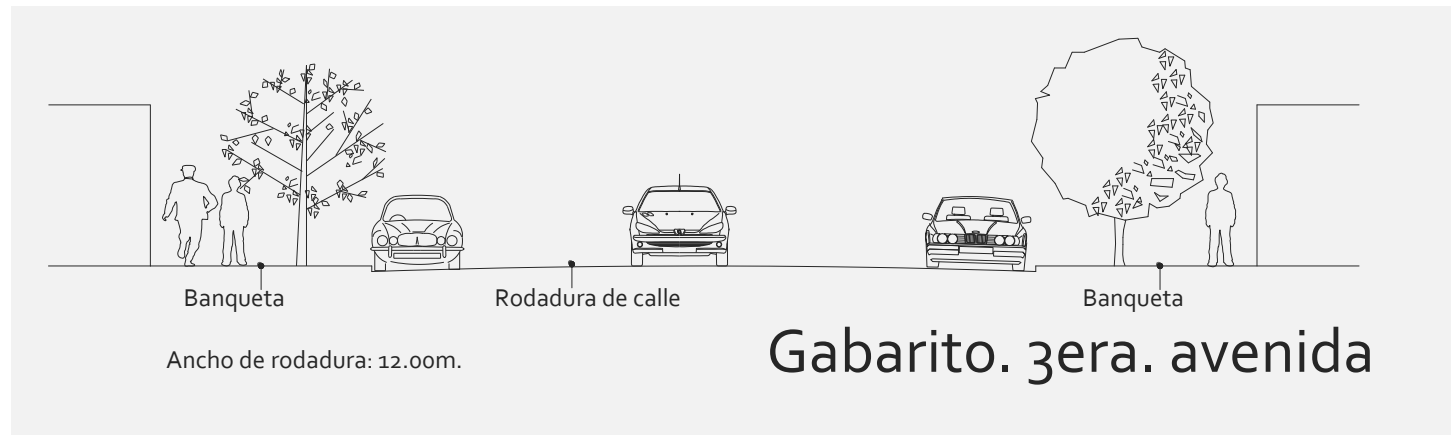 Banqueta
Rodadura de calle
Banqueta
Ancho de rodadura: 12.00m.
Gabarito. 3era. avenida